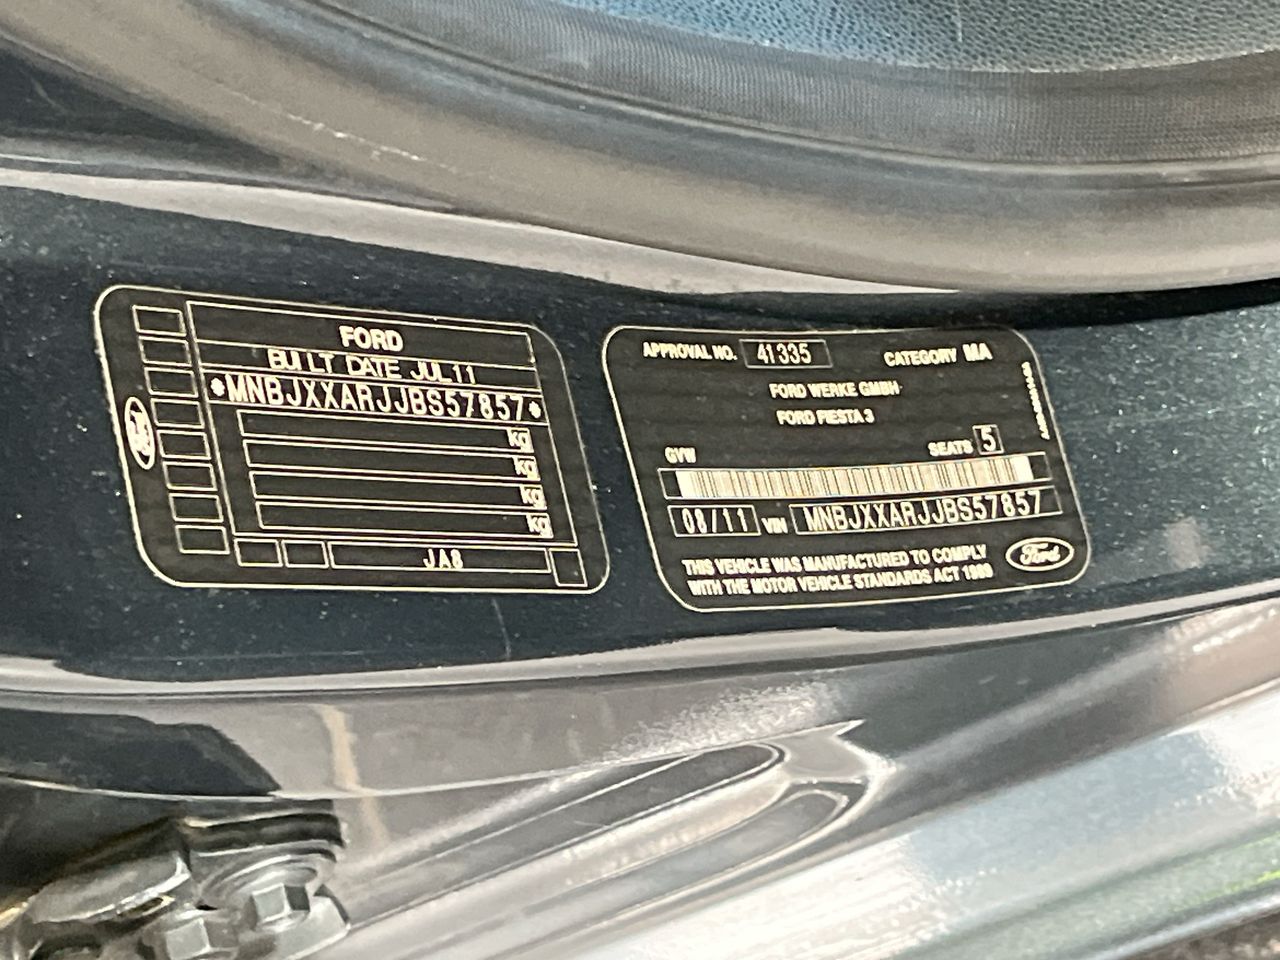 FORD
BUILT DATE JUL11
*MNBJXXARJJBS57857*
kg
kg
kg
kg
JA8
APPROVAL NO. 41335 CATEGORY MA
FORD WERKE GMBH
FORD FIESTA 3
GVW SEATS 5
08/11 VIN MNBJXXARJJBS57857
THIS VEHICLE WAS MANUFACTURED TO COMPLY
WITH THE MOTOR VEHICLE STANDARDS ACT 1989
Ford